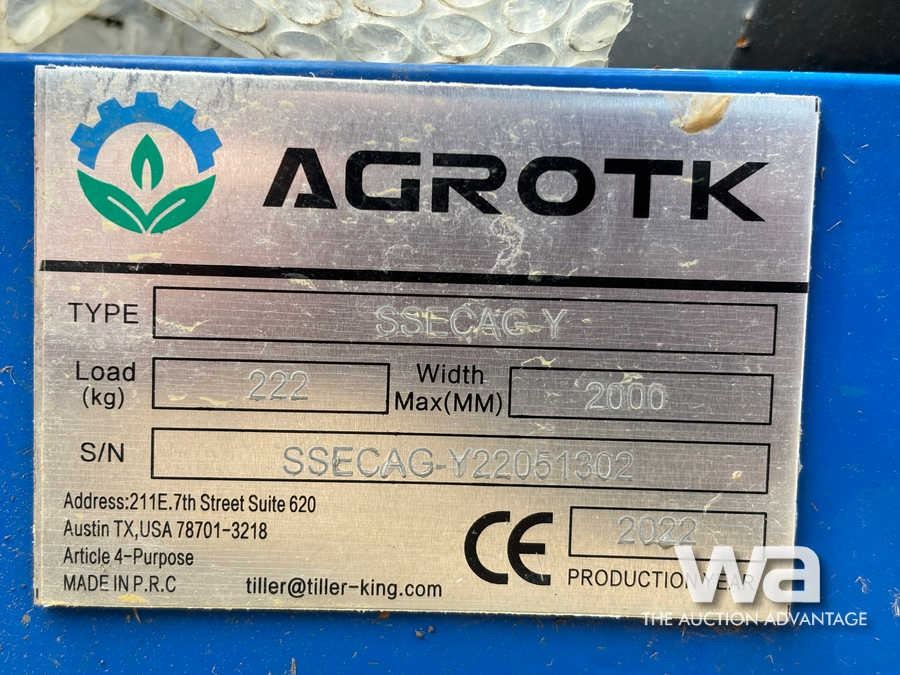 AGROTK
TYPE SSECAG-Y
Load (kg) 222 Width Max(MM) 2000
S/N SSECAG-Y22051302
Address:211E.7th Street Suite 620
Austin TX,USA 78701-3218
Article 4-Purpose
MADE IN P.R.C tiller@tiller-king.com
CE 2022
PRODUCTION YEAR
wa
THE AUCTION ADVANTAGE